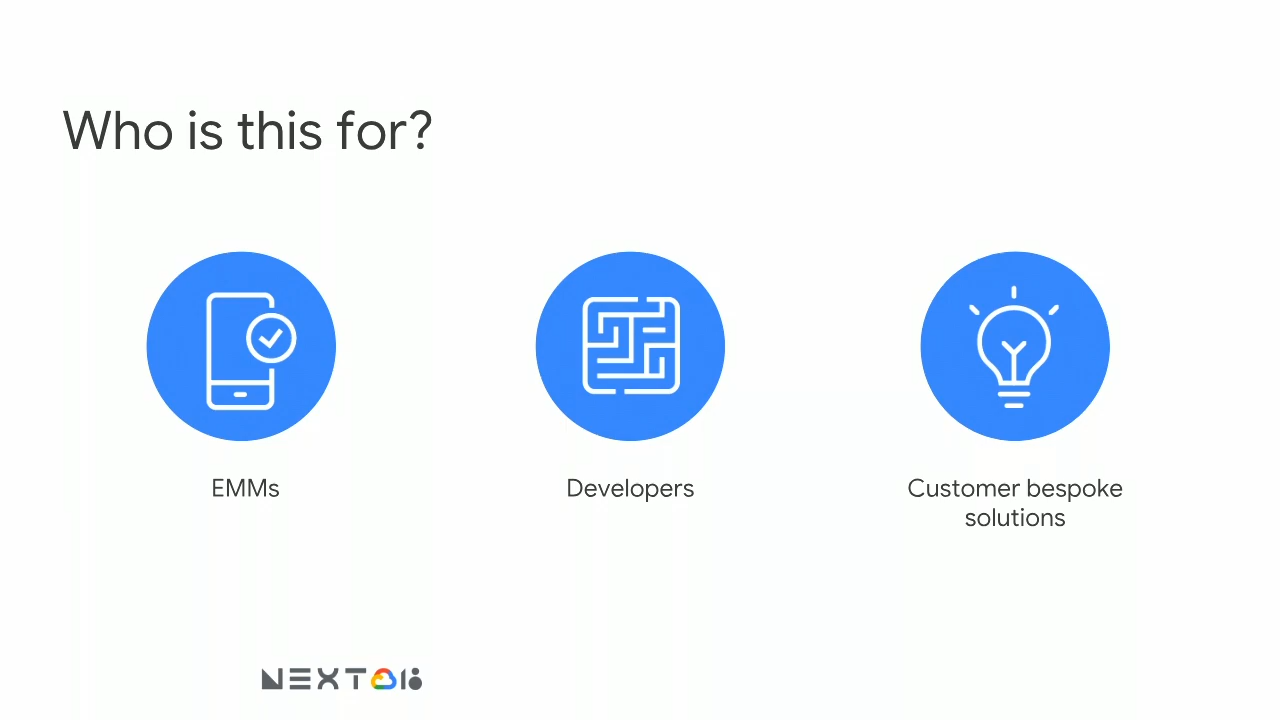 Who is this for?
EMMs
Developers
Customer bespoke
solutions
NEXT 18